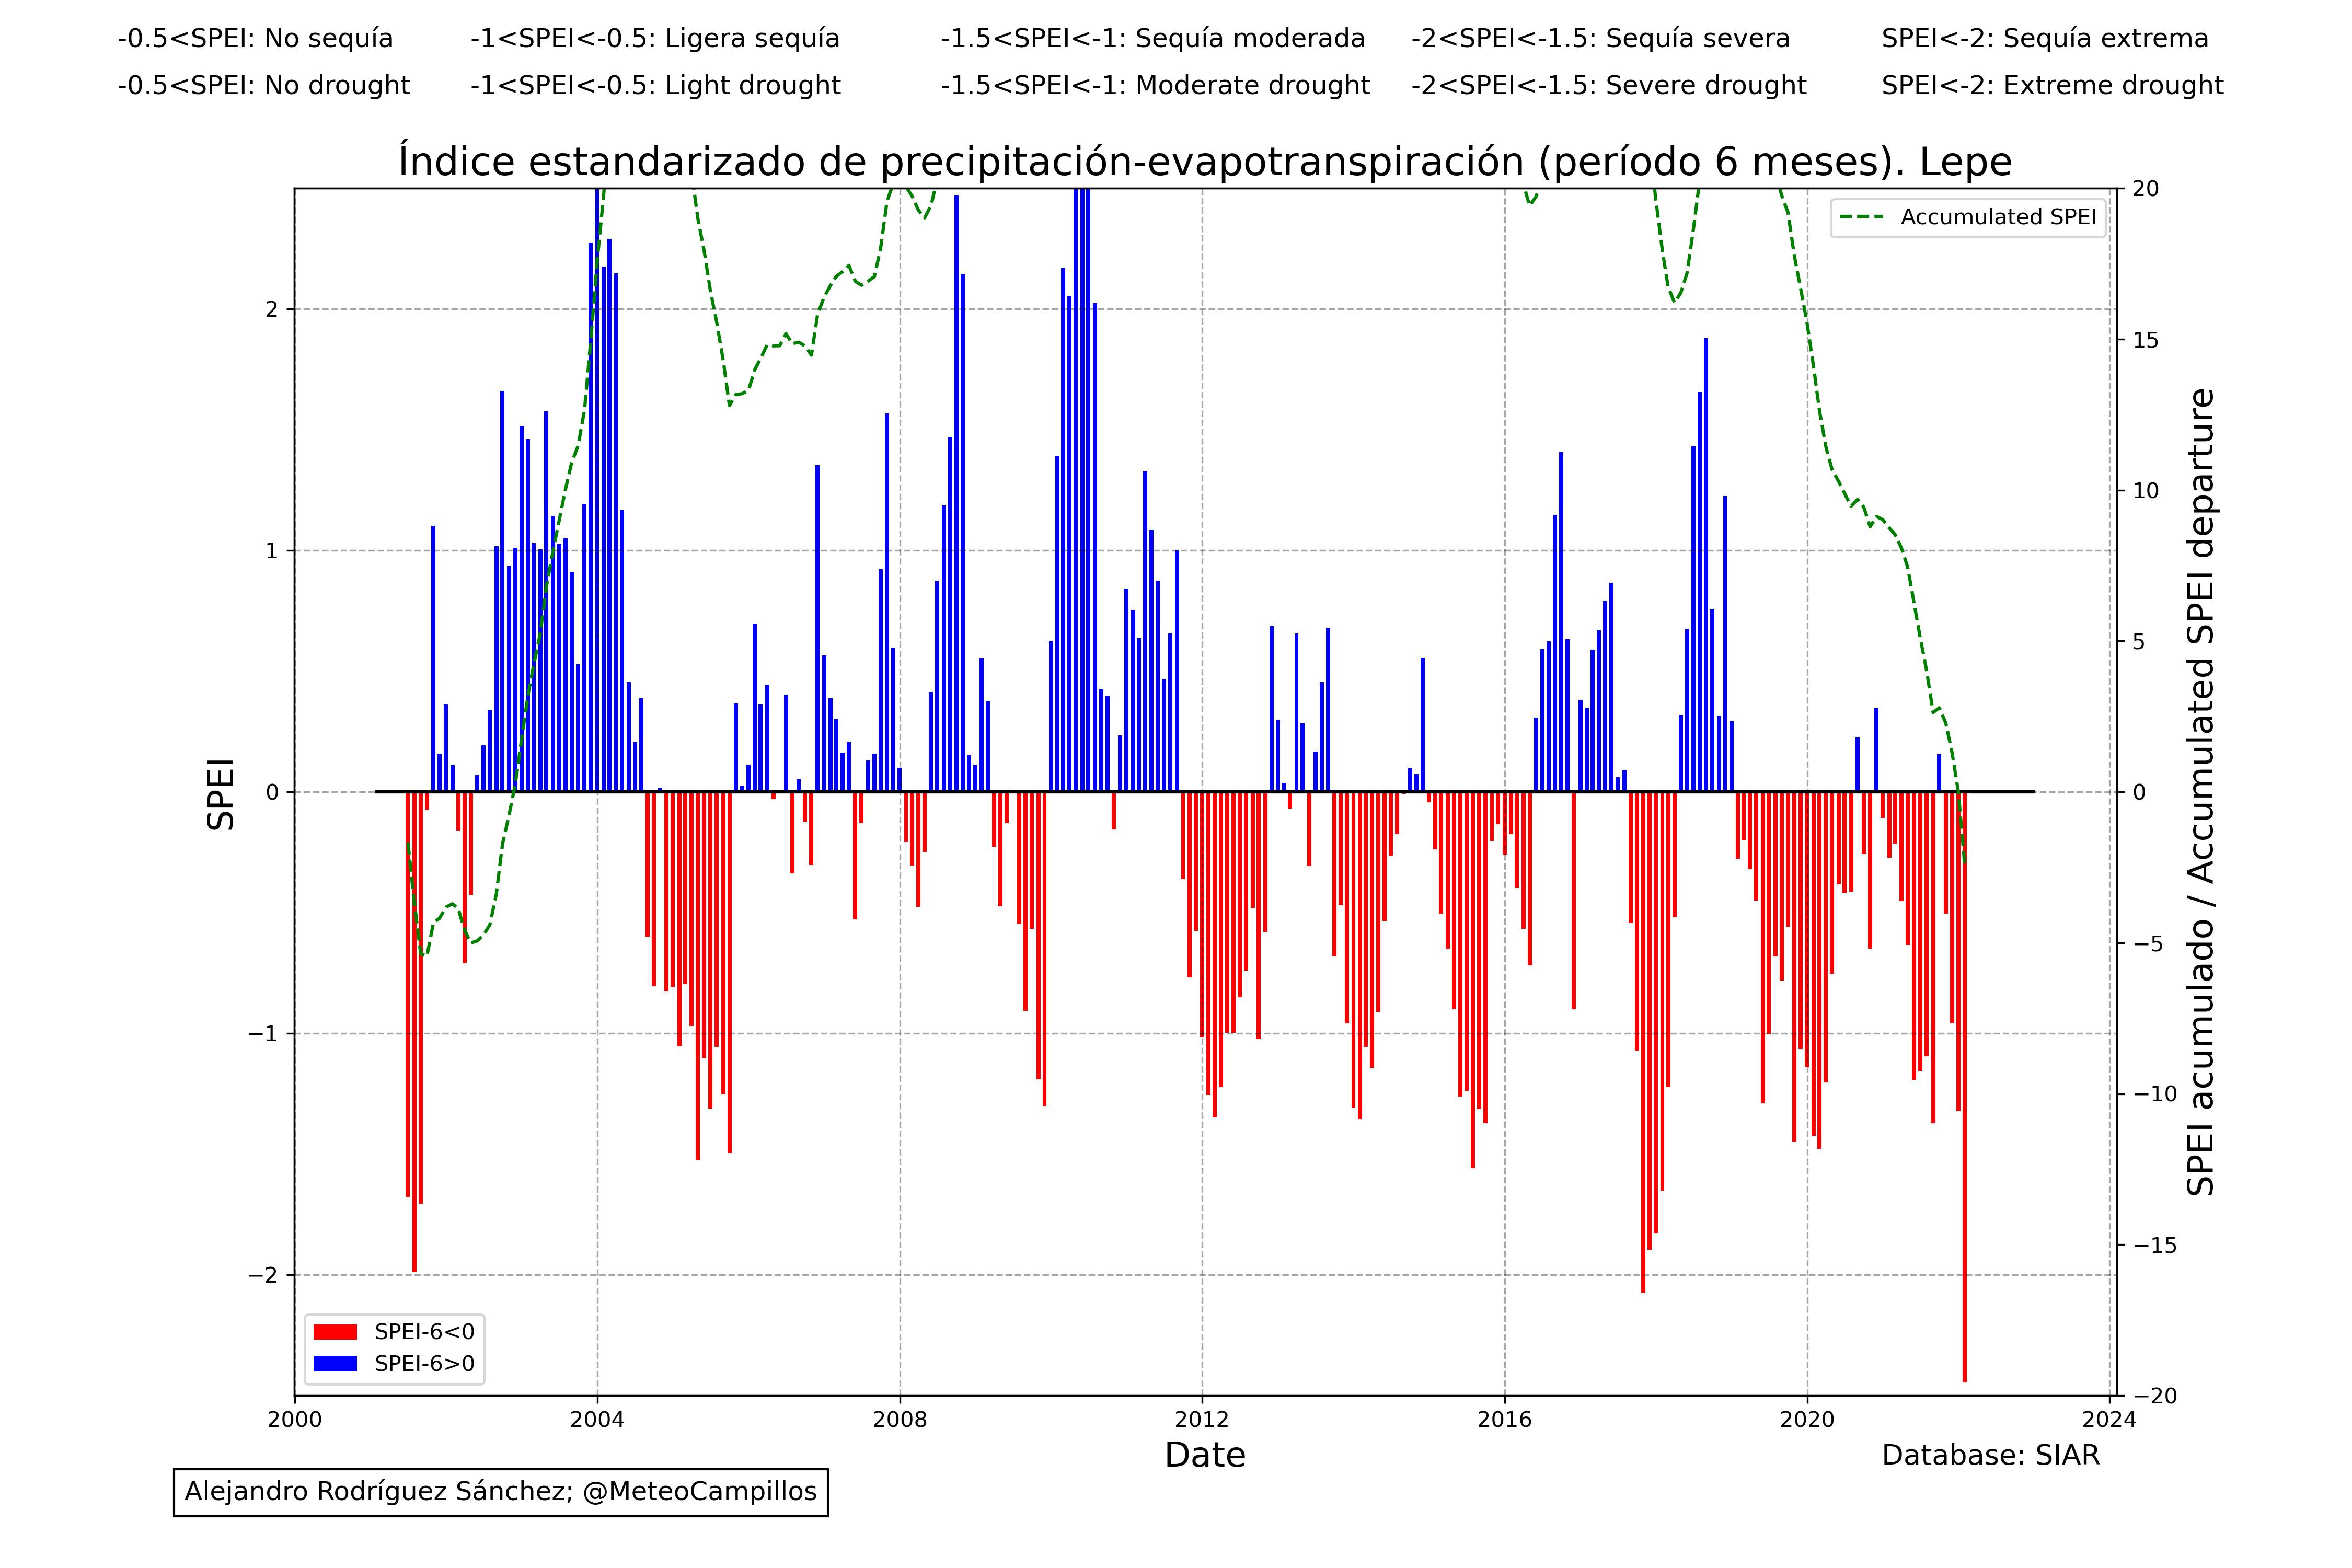 -0.5<SPEI: No sequía -1<SPEI<-0.5: Ligera sequía -1.5<SPEI<-1: Sequía moderada -2<SPEI<-1.5: Sequía severa SPEI<-2: Sequía extrema
-0.5<SPEI: No drought -1<SPEI<-0.5: Light drought -1.5<SPEI<-1: Moderate drought -2<SPEI<-1.5: Severe drought SPEI<-2: Extreme drought
Índice estandarizado de precipitación-evapotranspiración (período 6 meses). Lepe
Accumulated SPEI
SPEI
2
1
0
−1
−2
20
15
10
5
0
−5
−10
−15
−20
SPEI acumulado / Accumulated SPEI departure
SPEI-6<0
SPEI-6>0
2000 2004 2008 2012 2016 2020 2024
Date
Database: SIAR
Alejandro Rodríguez Sánchez; @MeteoCampillos